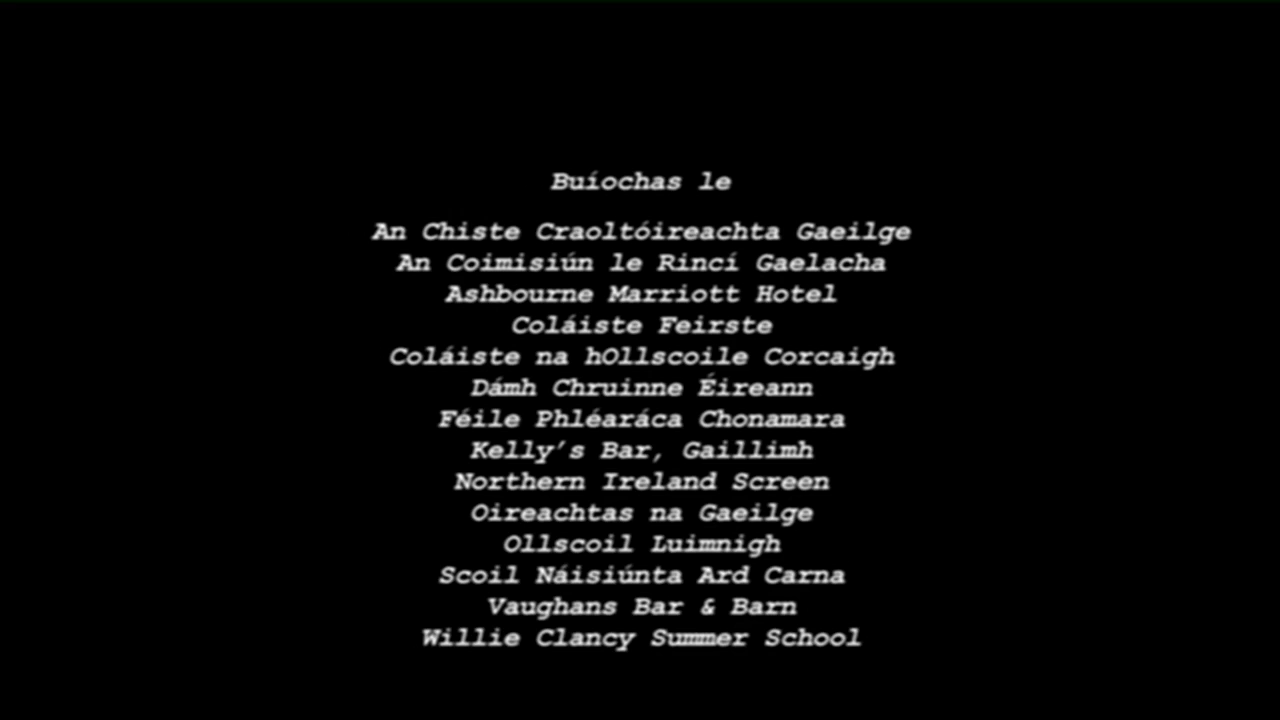 Buíochas le
An Chiste Craoltóireachta Gaeilge
An Coimisiún le Rincí Gaelacha
Ashbourne Marriott Hotel
Coláiste Feirste
Coláiste na hOllscoile Corcaigh
Dámh Chruinne Éireann
Féile Phléaráca Chonamara
Kelly's Bar, Gaillimh
Northern Ireland Screen
Oireachtas na Gaeilge
Ollscoil Luimnigh
Scoil Náisiúnta Ard Carna
Vaughans Bar & Barn
Willie Clancy Summer School